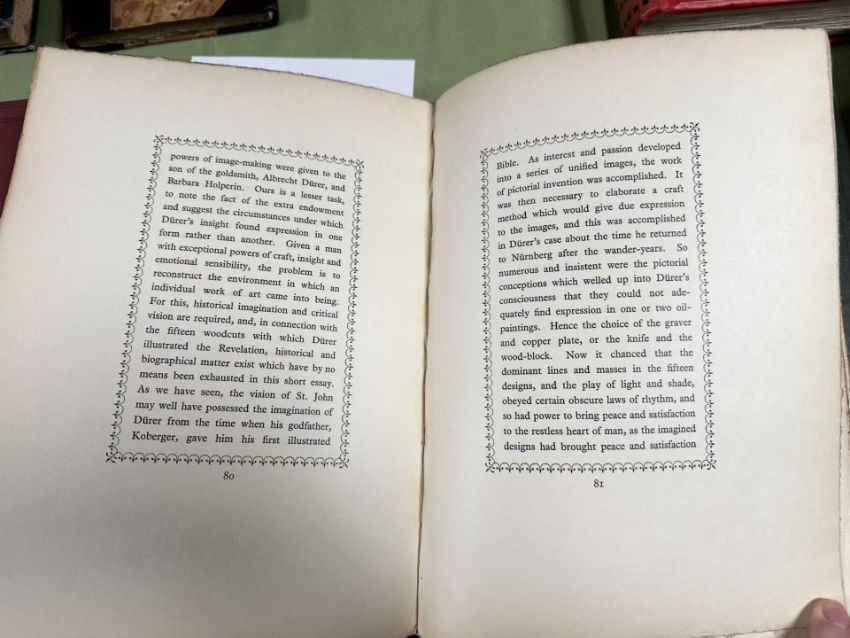 powers of image-making were given to the
son of the goldsmith, Albrecht Dürer, and
Barbara Holperin. Ours is a lesser task,
to note the fact of the extra endowment
and suggest the circumstances under which
Dürer's insight found expression in one
form rather than another. Given a man
with exceptional powers of craft, insight and
emotional sensibility, the problem is to
reconstruct the environment in which an
individual work of art came into being.
For this, historical imagination and critical
vision are required, and, in connection with
the fifteen woodcuts with which Dürer
illustrated the Revelation, historical and
biographical matter exist which have by no
means been exhausted in this short essay.
As we have seen, the vision of St. John
may well have possessed the imagination of
Dürer from the time when his godfather,
Koberger, gave him his first illustrated
80
Bible. As interest and passion developed
into a series of unified images, the work
of pictorial invention was accomplished. It
was then necessary to elaborate a craft
method which would give due expression
to the images, and this was accomplished
in Dürer's case about the time he returned
to Nürnberg after the wander-years. So
numerous and insistent were the pictorial
conceptions which welled up into Dürer's
consciousness that they could not ade-
quately find expression in one or two oil-
paintings. Hence the choice of the graver
and copper plate, or the knife and the
wood-block. Now it chanced that the
dominant lines and masses in the fifteen
designs, and the play of light and shade,
obeyed certain obscure laws of rhythm, and
so had power to bring peace and satisfaction
to the restless heart of man, as the imagined
designs had brought peace and satisfaction
81